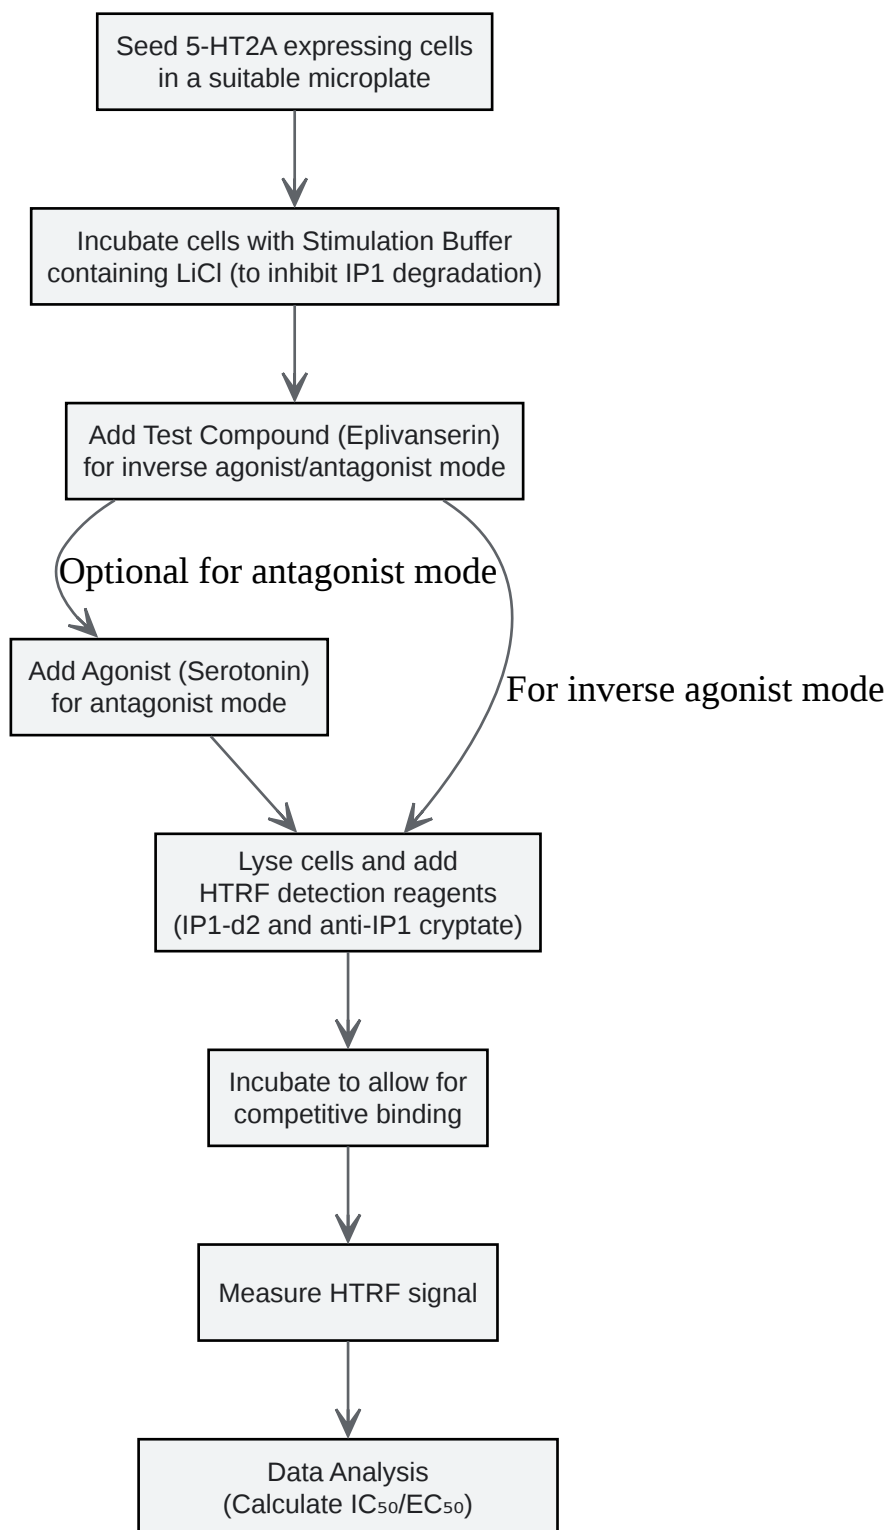 Seed 5-HT2A expressing cells
in a suitable microplate
Incubate cells with Stimulation Buffer
containing LiCl (to inhibit IP1 degradation)
Add Test Compound (Eplivanserin)
for inverse agonist/antagonist mode
Optional for antagonist mode
Add Agonist (Serotonin)
for antagonist mode
For inverse agonist mode
Lyse cells and add
HTRF detection reagents
(IP1-d2 and anti-IP1 cryptate)
Incubate to allow for
competitive binding
Measure HTRF signal
Data Analysis
(Calculate IC₅₀/EC₅₀)